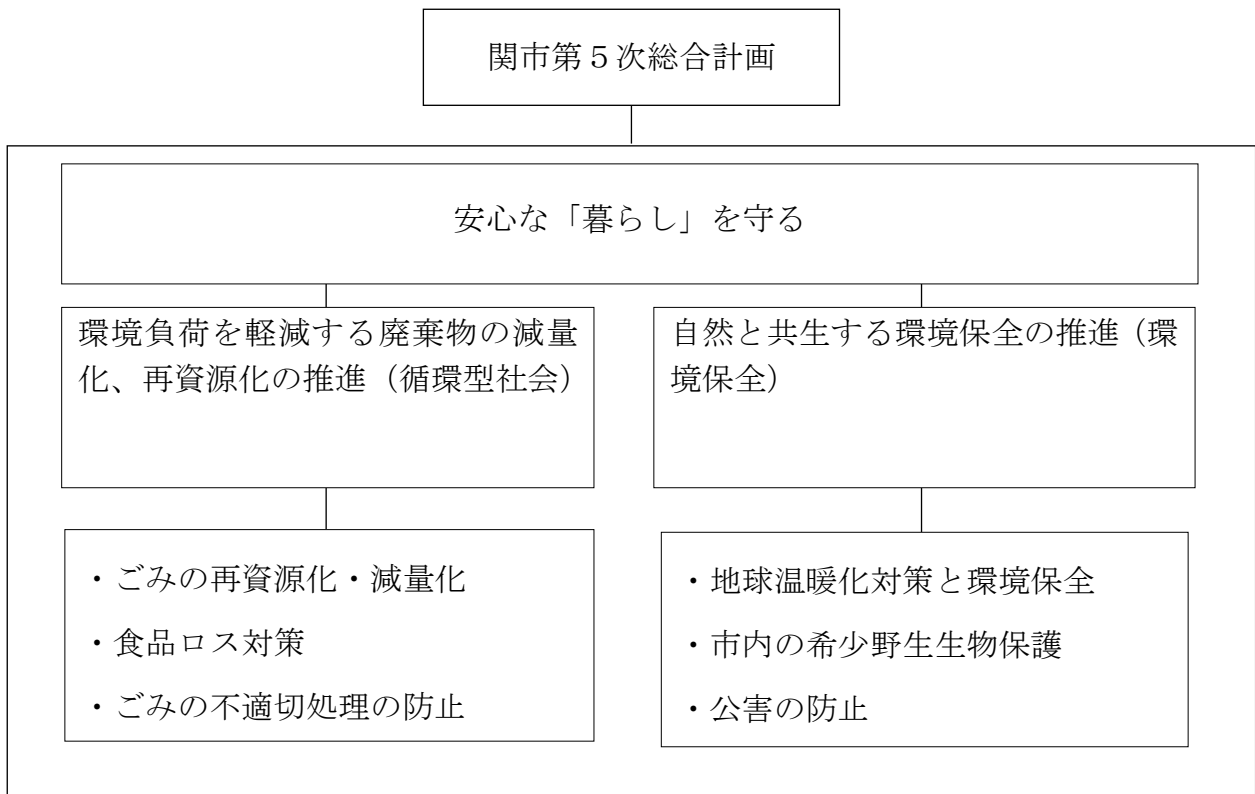 関市第５次総合計画
安心な「暮らし」を守る
環境負荷を軽減する廃棄物の減量
化、再資源化の推進（循環型社会）
自然と共生する環境保全の推進（環
境保全）
・ごみの再資源化・減量化
・食品ロス対策
・ごみの不適切処理の防止
・地球温暖化対策と環境保全
・市内の希少野生生物保護
・公害の防止